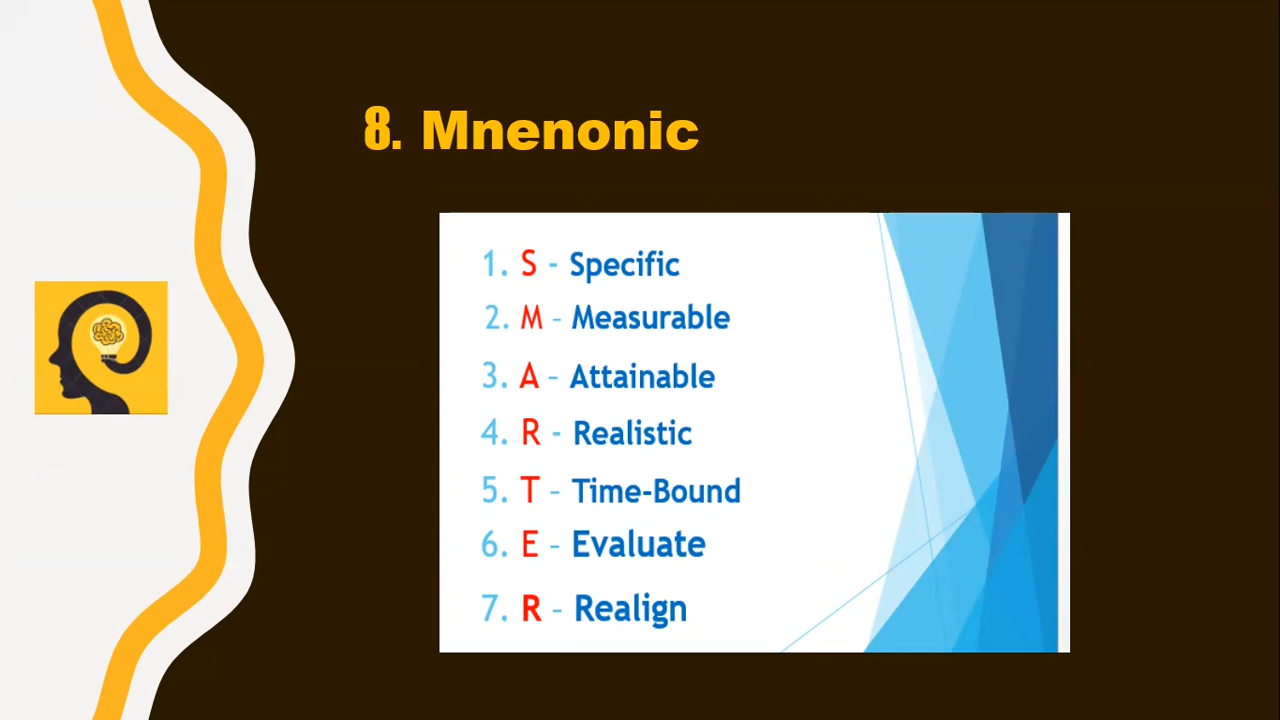 8. Mnenonic
1. S - Specific
2. M – Measurable
3. A – Attainable
4. R - Realistic
5. T – Time-Bound
6. E – Evaluate
7. R – Realign